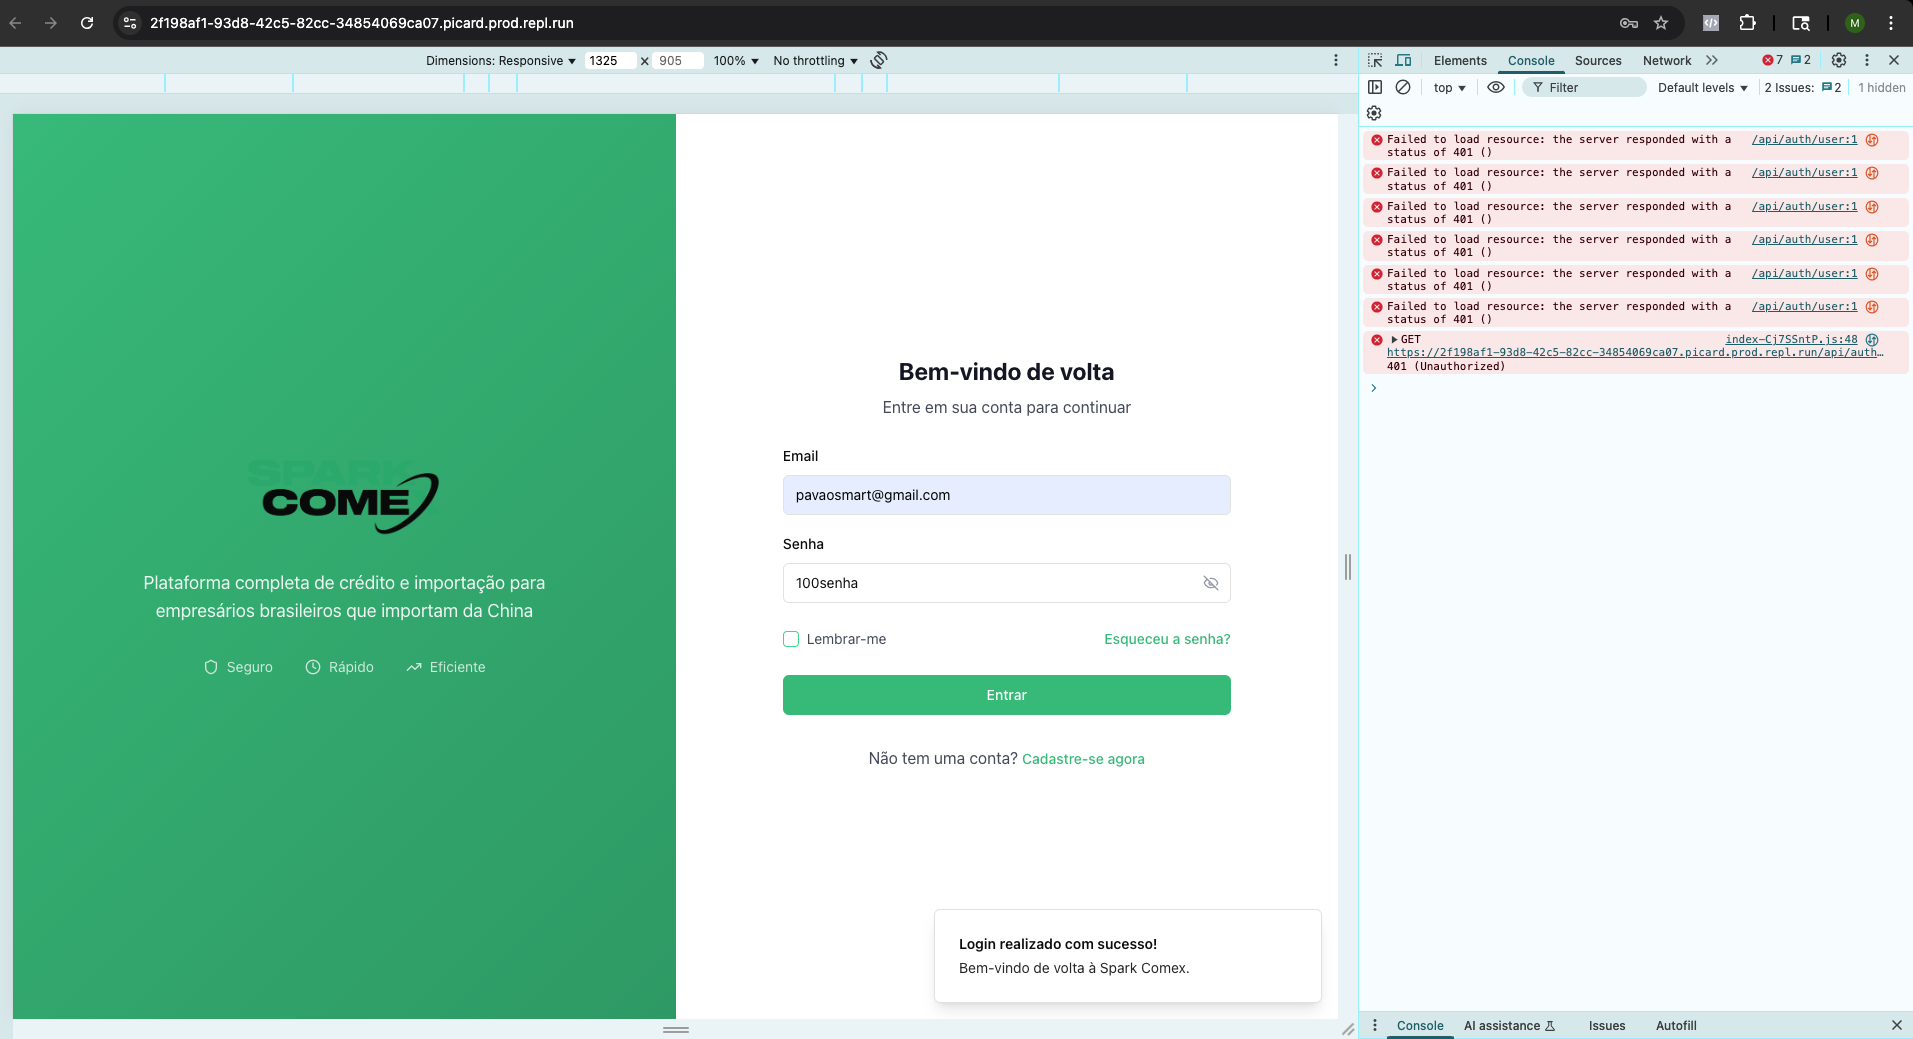 2f198af1-93d8-42c5-82cc-34854069ca07.picard.prod.repl.run
M
Dimensions: Responsive
1325 × 905
100%
No throttling
Elements
Console
Sources
Network
7
2
top
Filter
Default levels
2 Issues:
2
1 hidden
SPARK
COME
Plataforma completa de crédito e importação para
empresários brasileiros que importam da China
Seguro
Rápido
Eficiente
Bem-vindo de volta
Entre em sua conta para continuar
Email
pavaosmart@gmail.com
Senha
100senha
Lembrar-me
Esqueceu a senha?
Entrar
Não tem uma conta? Cadastre-se agora
Login realizado com sucesso!
Bem-vindo de volta à Spark Comex.
Failed to load resource: the server responded with a /api/auth/user:1
status of 401 ()
Failed to load resource: the server responded with a /api/auth/user:1
status of 401 ()
Failed to load resource: the server responded with a /api/auth/user:1
status of 401 ()
Failed to load resource: the server responded with a /api/auth/user:1
status of 401 ()
Failed to load resource: the server responded with a /api/auth/user:1
status of 401 ()
Failed to load resource: the server responded with a /api/auth/user:1
status of 401 ()
GET index-Cj7SSntP.js:48
https://2f198af1-93d8-42c5-82cc-34854069ca07.picard.prod.repl.run/api/auth…
401 (Unauthorized)
Console
AI assistance
Issues
Autofill